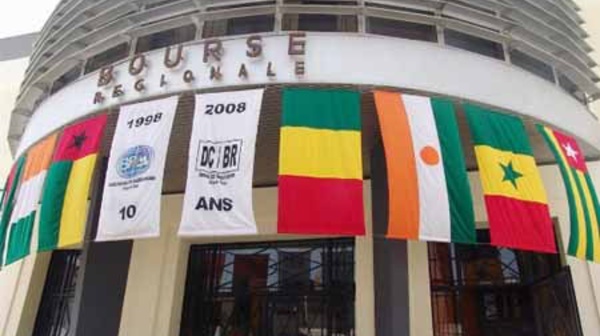 BOURSE
REGIONALE
1998
BRVM
10
2008
DC BR
ANS